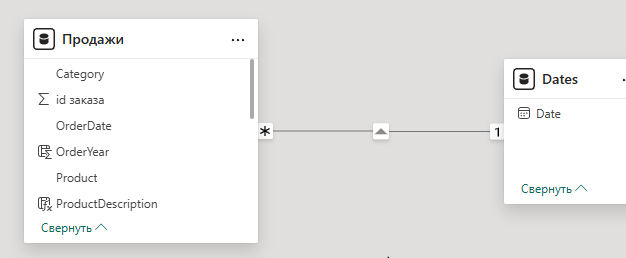 Продажи
...
Category
Σ id заказа
OrderDate
OrderYear
Product
ProductDescription
Свернуть
*
1
Dates
Date
Свернуть